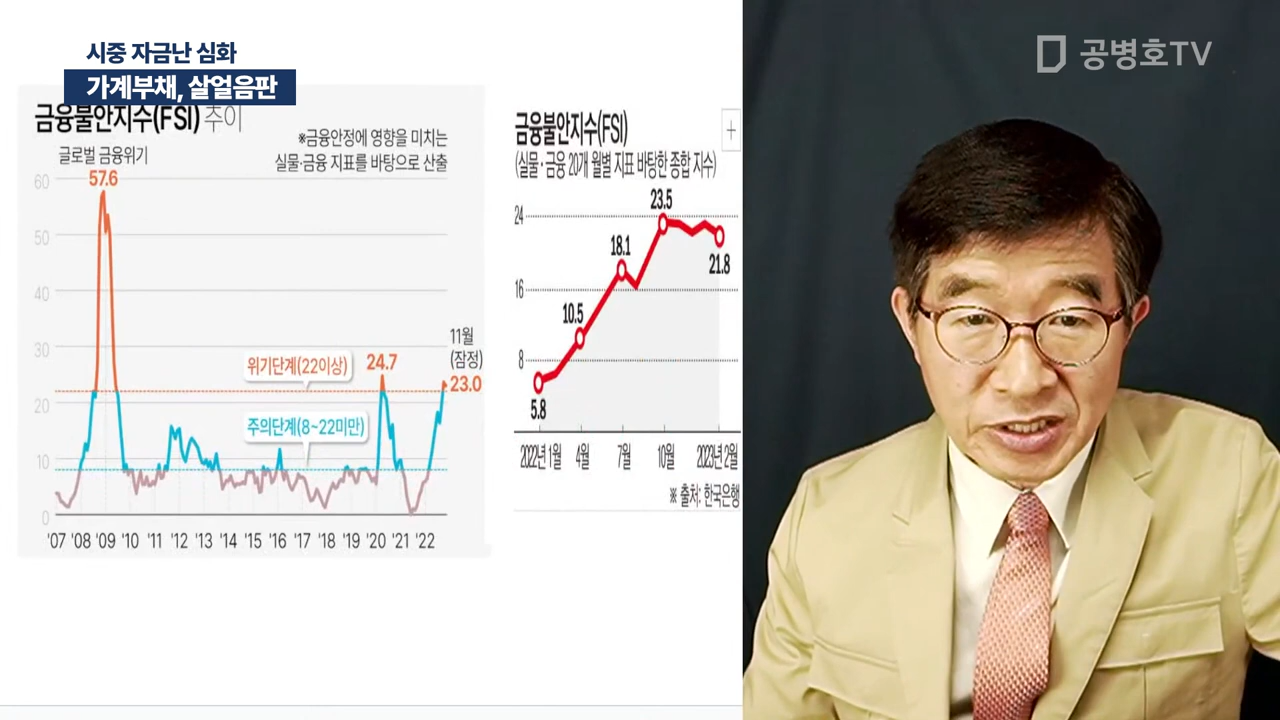 시중 자금난 심화
가계부채, 살얼음판
공병호TV
금융불안지수(FSI) 추이
※금융안정에 영향을 미치는
실물·금융 지표를 바탕으로 산출
글로벌 금융위기
57.6
60
50
40
30
20
10
0
위기단계(22이상)
24.7
11월
(잠정)
23.0
주의단계(8~22미만)
'07 '08 '09 '10 '11 '12 '13 '14 '15 '16 '17 '18 '19 '20 '21 '22
금융불안지수(FSI)
(실물·금융 20개 월별 지표 바탕한 종합 지수)
+
24
16
8
23.5
18.1
21.8
10.5
5.8
2022년 1월 4월 7월 10월 2023년 2월
※ 출처: 한국은행